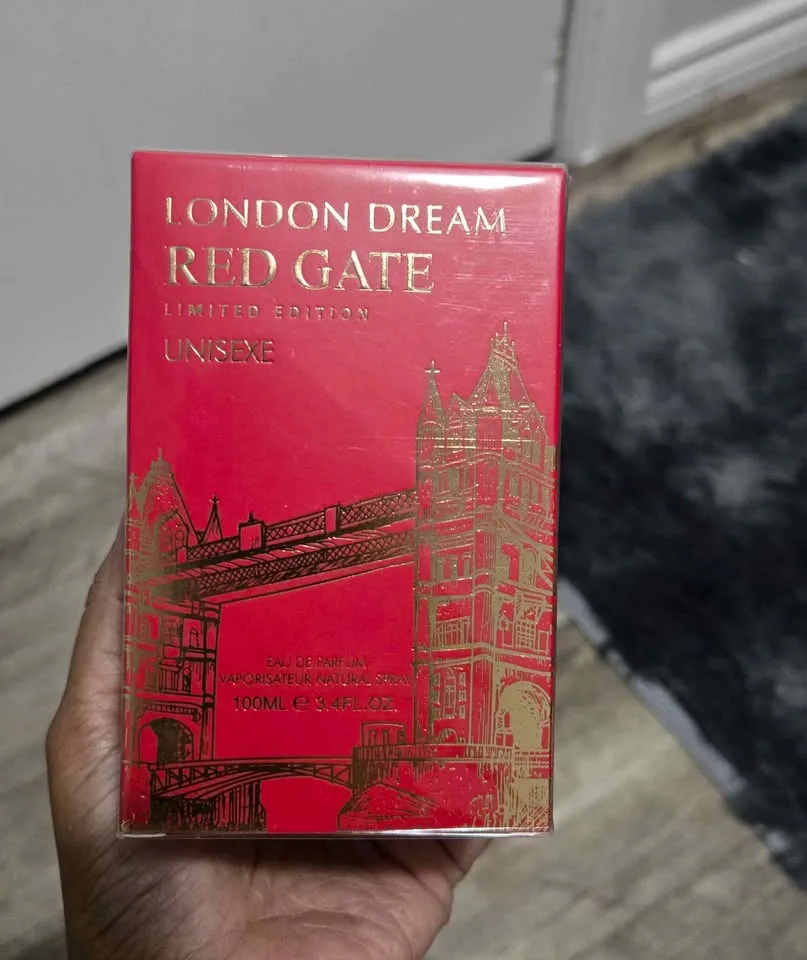 LONDON DREAM
RED GATE
LIMITED EDITION
UNISEXE
EAU DE PARFUM
VAPORISATEUR NATURAL SPRAY
100ML e 3.4FL.OZ.